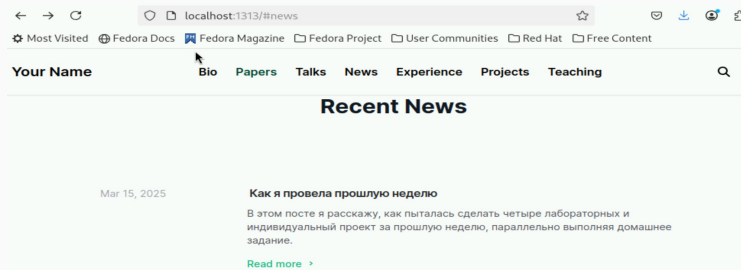 localhost:1313/#news
Most Visited Fedora Docs Fedora Magazine Fedora Project User Communities Red Hat Free Content
Your Name Bio Papers Talks News Experience Projects Teaching
Recent News
Mar 15, 2025 Как я провела прошлую неделю
В этом посте я расскажу, как пыталась сделать четыре лабораторных и
индивидуальный проект за прошлую неделю, параллельно выполняя домашнее
задание.
Read more >